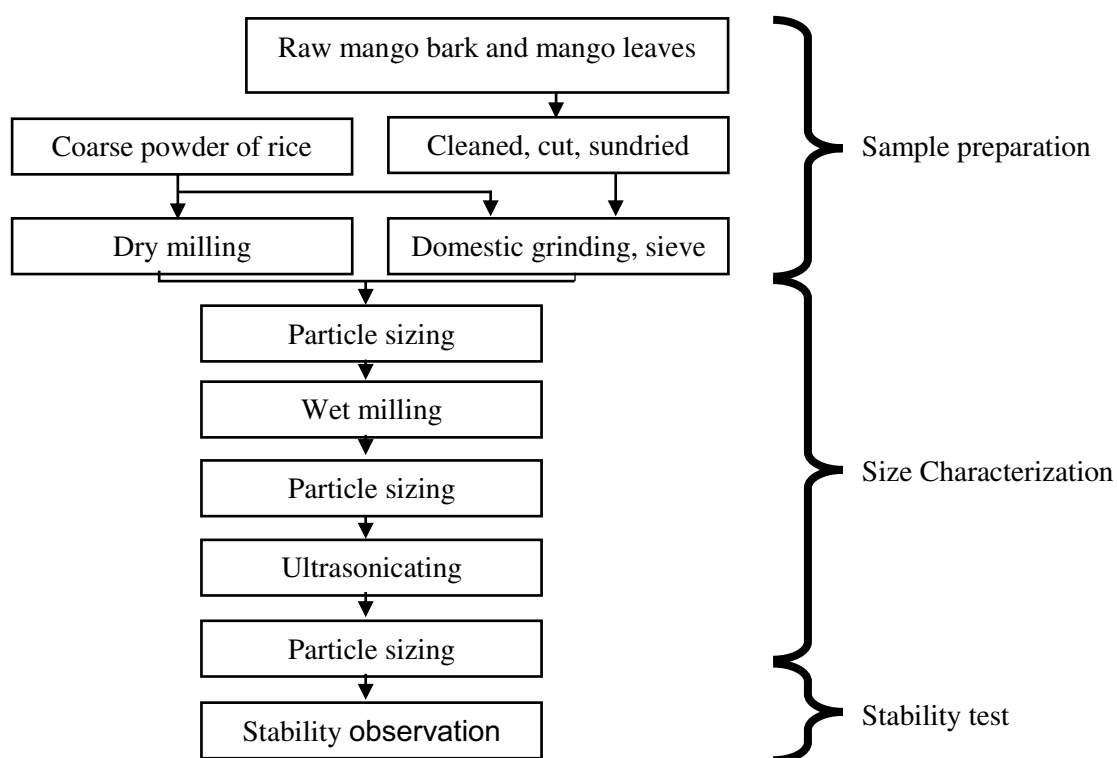 Raw mango bark and mango leaves
Coarse powder of rice
Cleaned, cut, sundried
Sample preparation
Dry milling
Domestic grinding, sieve
Particle sizing
Wet milling
Size Characterization
Particle sizing
Ultrasonicating
Particle sizing
Stability observation
Stability test